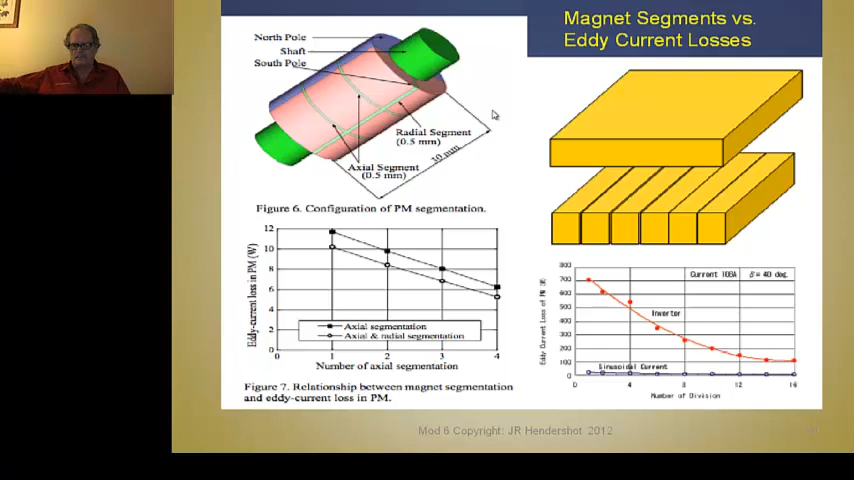 Magnet Segments vs.
Eddy Current Losses
North Pole
Shaft
South Pole
Radial Segment
(0.5 mm)
10 mm
Axial Segment
(0.5 mm)
Figure 6. Configuration of PM segmentation.
12
10
8
6
4
2
0
0 1 2 3 4
Eddy-current loss in PM (W)
Axial segmentation
Axial & radial segmentation
Number of axial segmentation
Figure 7. Relationship between magnet segmentation
and eddy-current loss in PM.
800
700
600
500
400
300
200
100
0
0 4 8 12 16
Eddy Current Loss of PM (W)
Current 108A β = 40 deg.
Inverter
Sinusoidal Current
Number of Division
Mod 6 Copyright: JR Hendershot 2012